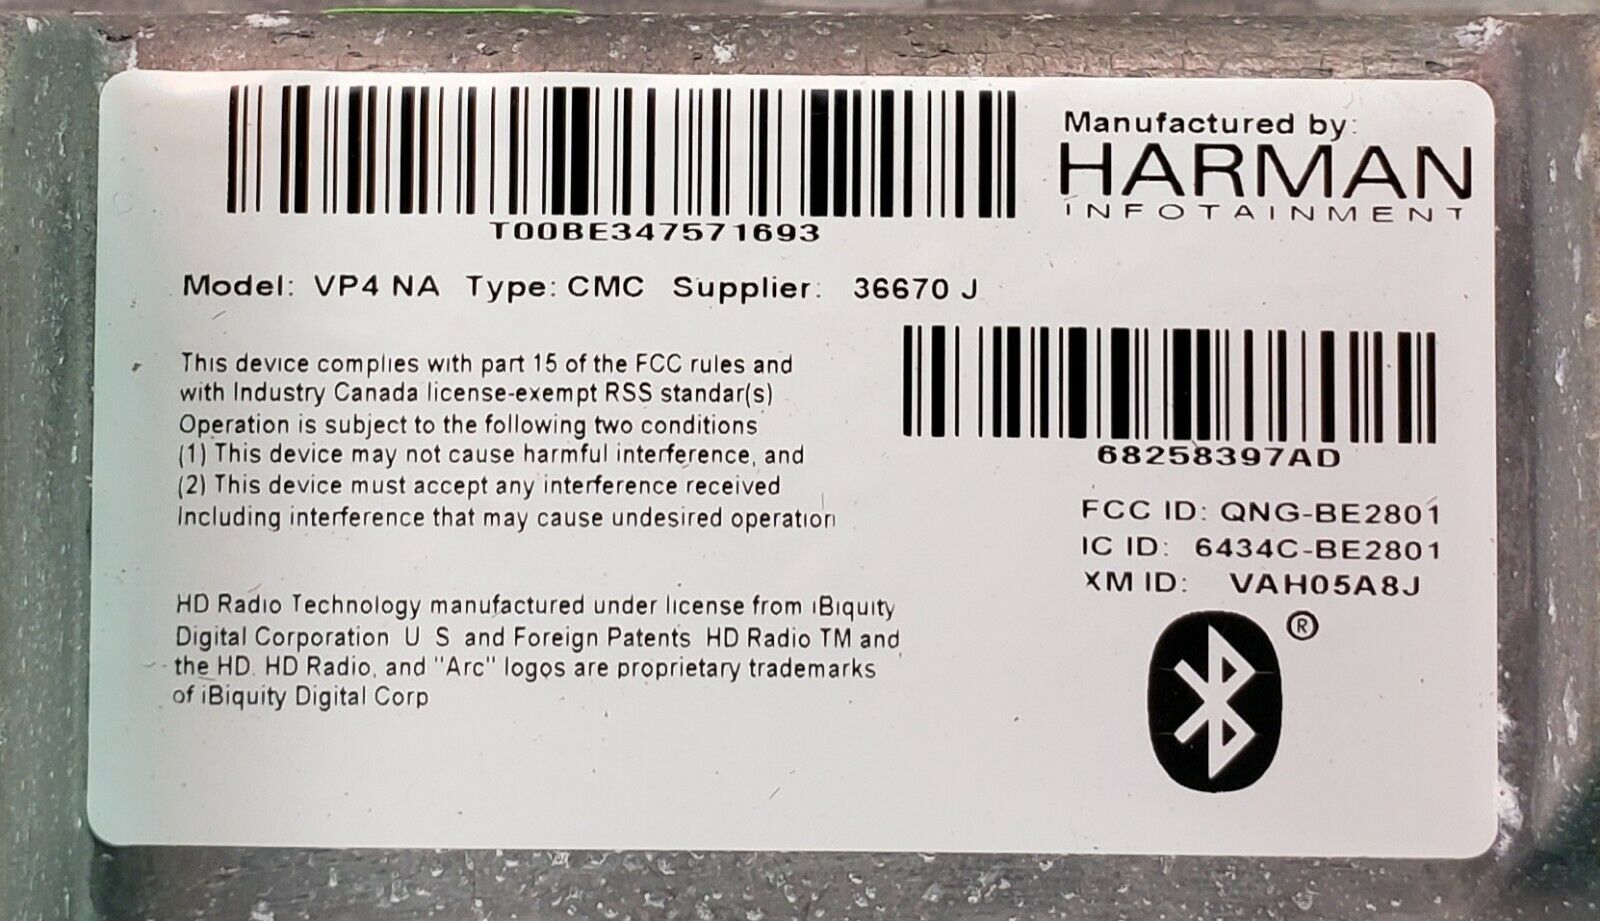 Manufactured by:
HARMAN
INFOTAINMENT
T00BE347571693
Model: VP4 NA Type: CMC Supplier: 36670 J
This device complies with part 15 of the FCC rules and
with Industry Canada license-exempt RSS standar(s)
Operation is subject to the following two conditions
(1) This device may not cause harmful interference, and
(2) This device must accept any interference received
Including interference that may cause undesired operation
68258397AD
FCC ID: QNG-BE2801
IC ID: 6434C-BE2801
XM ID: VAH05A8J
®
HD Radio Technology manufactured under license from iBiquity
Digital Corporation U S and Foreign Patents HD Radio TM and
the HD. HD Radio, and "Arc" logos are proprietary trademarks
of iBiquity Digital Corp